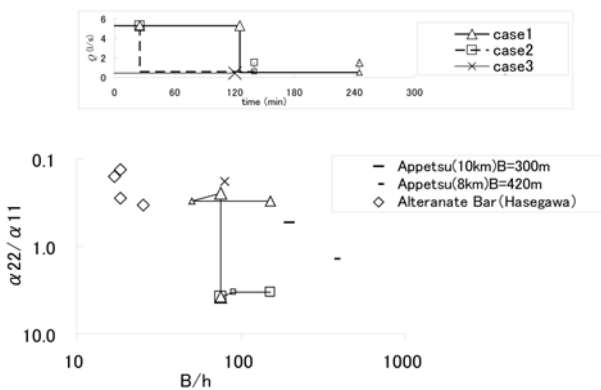 6
4
2
0
Q (l/s)
0 60 120 180 240 300
time (min)
case1
case2
case3
0.1
1.0
10.0
α22/α11
10 100 1000
B/h
Appetsu(10km)B=300m
Appetsu(8km)B=420m
Alteranate Bar(Hasegawa)